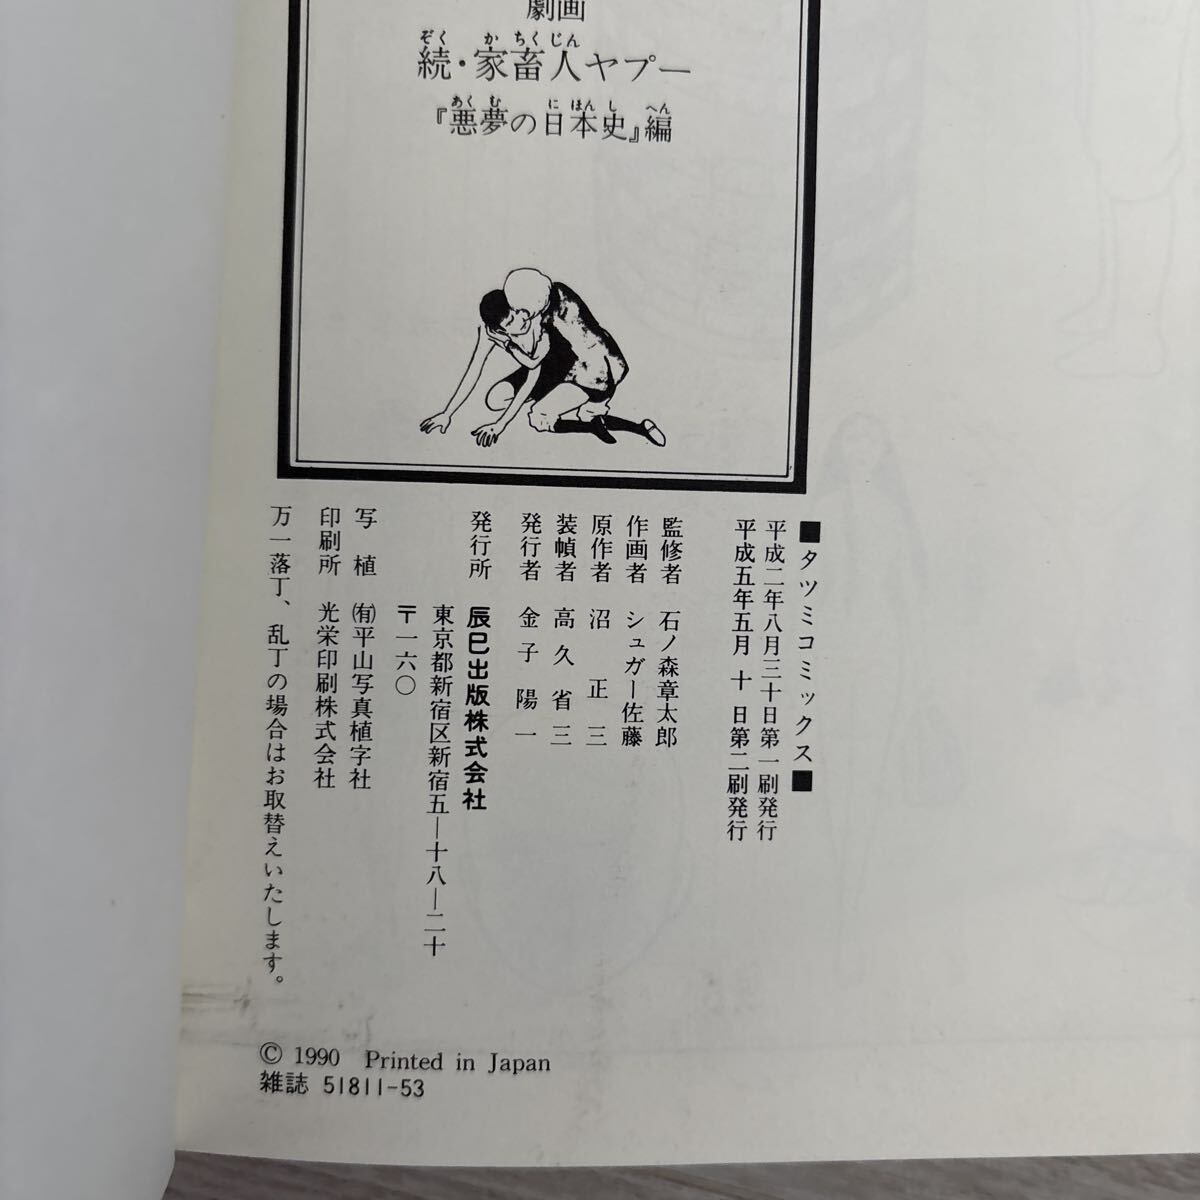 劇画
ぞく か ちくじん
続・家畜人ヤプー
あく む に ほん し へん
『悪夢の日本史』編
■タツミコミックス■
平成二年八月三十日第一刷発行
平成五年五月 十 日第二刷発行
監修者 石ノ森章太郎
作画者 シュガー佐藤
原作者 沼 正 三
装幀者 高久省三
発行者 金子陽一
発行所 辰巳出版株式会社
東京都新宿区新宿五―十八―二十
〒一六〇
写 植 ㈲平山写真植字社
印刷所 光栄印刷株式会社
万一落丁、乱丁の場合はお取替えいたします。
© 1990 Printed in Japan
雑誌 51811-53